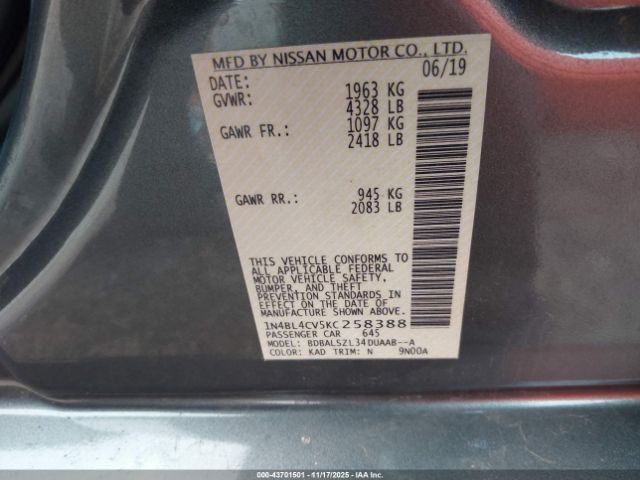 MFD BY NISSAN MOTOR CO., LTD.
DATE: 06/19
GVWR: 1963 KG
4328 LB
GAWR FR.: 1097 KG
2418 LB
GAWR RR.: 945 KG
2083 LB
THIS VEHICLE CONFORMS TO
ALL APPLICABLE FEDERAL
MOTOR VEHICLE SAFETY,
BUMPER, AND THEFT
PREVENTION STANDARDS IN
EFFECT ON THE DATE OF
MANUFACTURE SHOWN ABOVE.
1N4BL4CV5KC258388
PASSENGER CAR 645
MODEL: BDBALSZL34DUAAB--A
COLOR: KAD TRIM: N 9N00A
000-43701501 11/17/2025 IAA Inc.